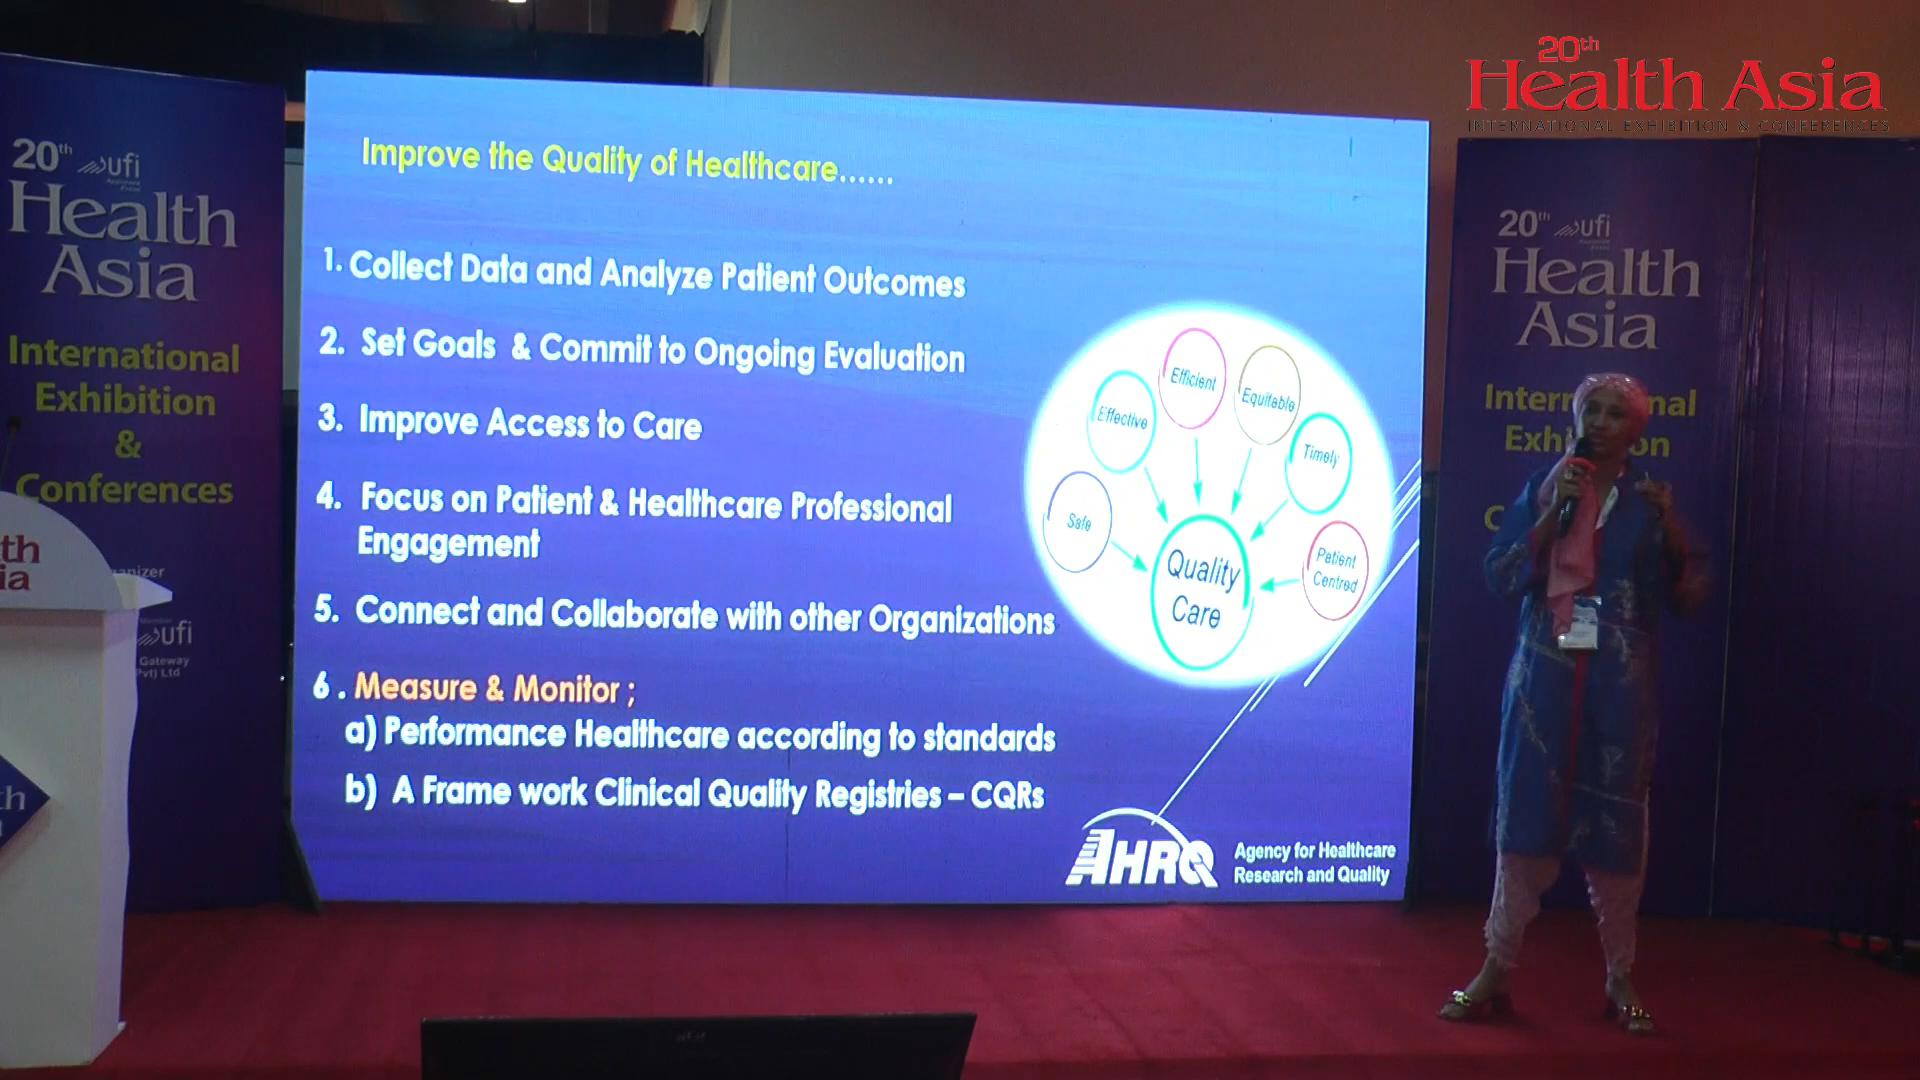 20th
Health Asia
INTERNATIONAL EXHIBITION & CONFERENCES
20th ufi
Health
Asia
International
Exhibition
&
Conferences
th
ia
ufi
Gateway
Improve the Quality of Healthcare......
1. Collect Data and Analyze Patient Outcomes
2. Set Goals & Commit to Ongoing Evaluation
3. Improve Access to Care
4. Focus on Patient & Healthcare Professional
Engagement
5. Connect and Collaborate with other Organizations
6 . Measure & Monitor ;
a) Performance Healthcare according to standards
b) A Frame work Clinical Quality Registries – CQRs
Safe
Effective
Efficient
Equitable
Timely
Patient
Centred
Quality
Care
AHRQ
Agency for Healthcare
Research and Quality
20th ufi
Health
Asia